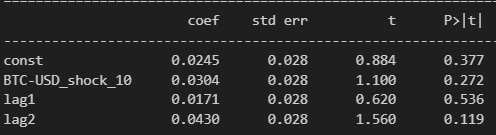 coef std err t P>|t|
const 0.0245 0.028 0.884 0.377
BTC-USD_shock_10 0.0304 0.028 1.100 0.272
lag1 0.0171 0.028 0.620 0.536
lag2 0.0430 0.028 1.560 0.119